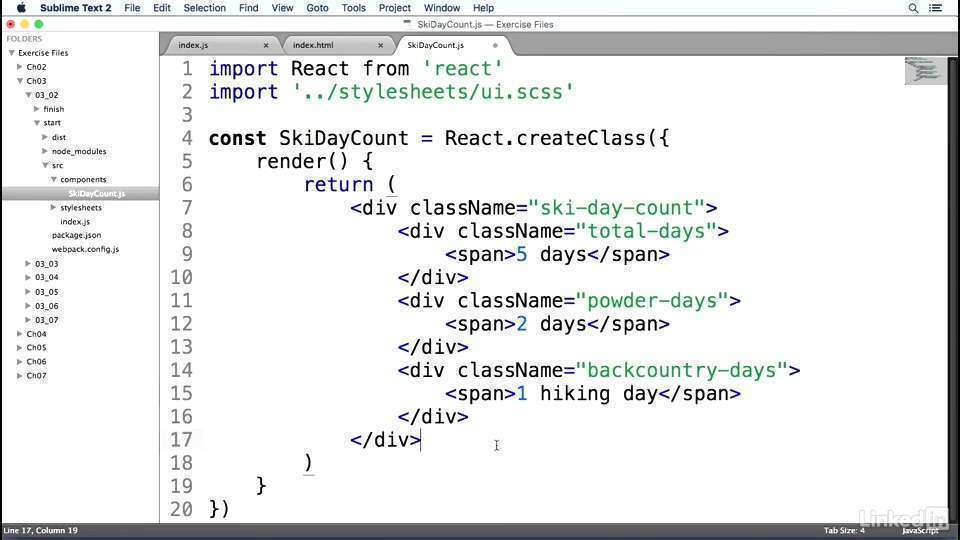 Sublime Text 2 File Edit Selection Find View Goto Tools Project Window Help
SkiDayCount.js — Exercise Files
FOLDERS
Exercise Files
Ch02
Ch03
03_02
finish
start
dist
node_modules
src
components
SkiDayCount.js
stylesheets
index.js
package.json
webpack.config.js
03_03
03_04
03_05
03_06
03_07
Ch04
Ch05
Ch06
Ch07
index.js × index.html × SkiDayCount.js
1 import React from 'react'
2 import '../stylesheets/ui.scss'
3
4 const SkiDayCount = React.createClass({
5 render() {
6 return (
7 <div className="ski-day-count">
8 <div className="total-days">
9 <span>5 days</span>
10 </div>
11 <div className="powder-days">
12 <span>2 days</span>
13 </div>
14 <div className="backcountry-days">
15 <span>1 hiking day</span>
16 </div>
17 </div>
18 )
19 }
20 })
Linked in
Line 17, Column 19 Tab Size: 4 JavaScript